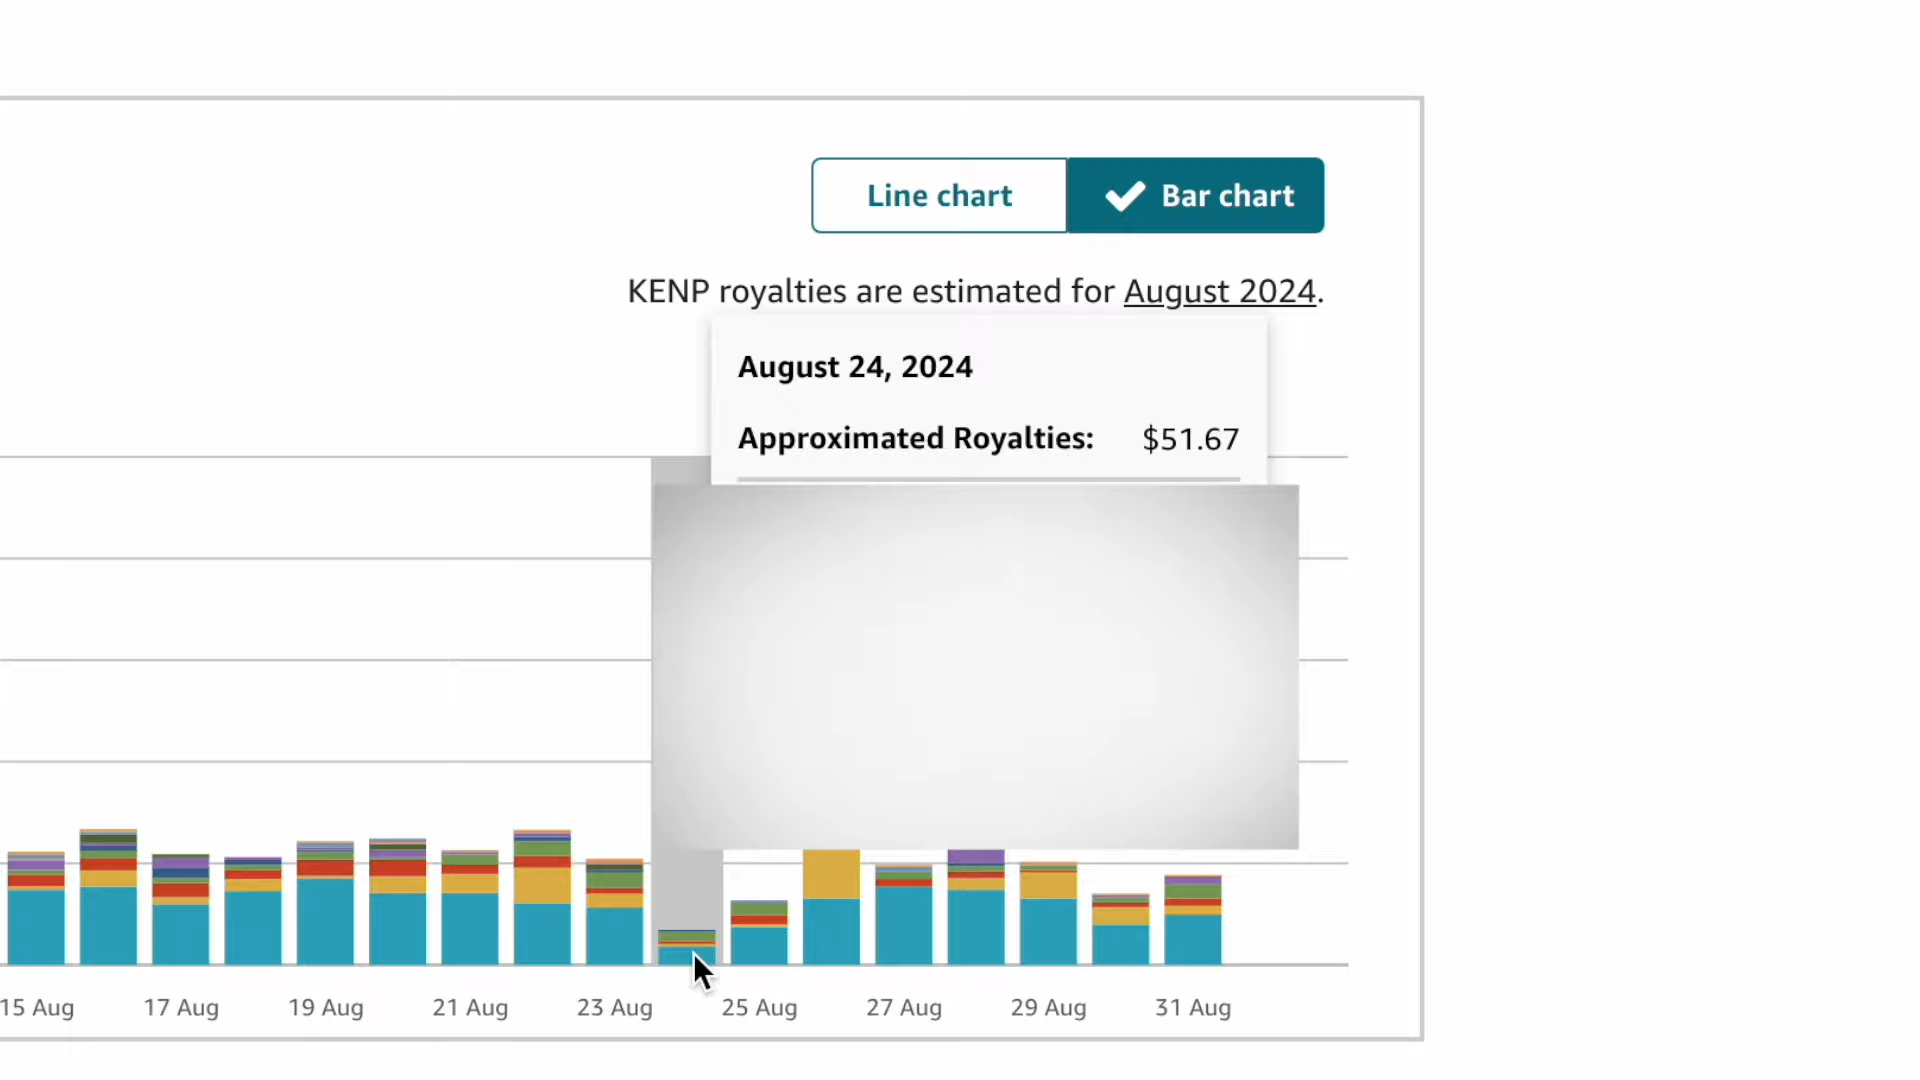 Line chart
Bar chart
KENP royalties are estimated for August 2024.
August 24, 2024
Approximated Royalties: $51.67
15 Aug
17 Aug
19 Aug
21 Aug
23 Aug
25 Aug
27 Aug
29 Aug
31 Aug